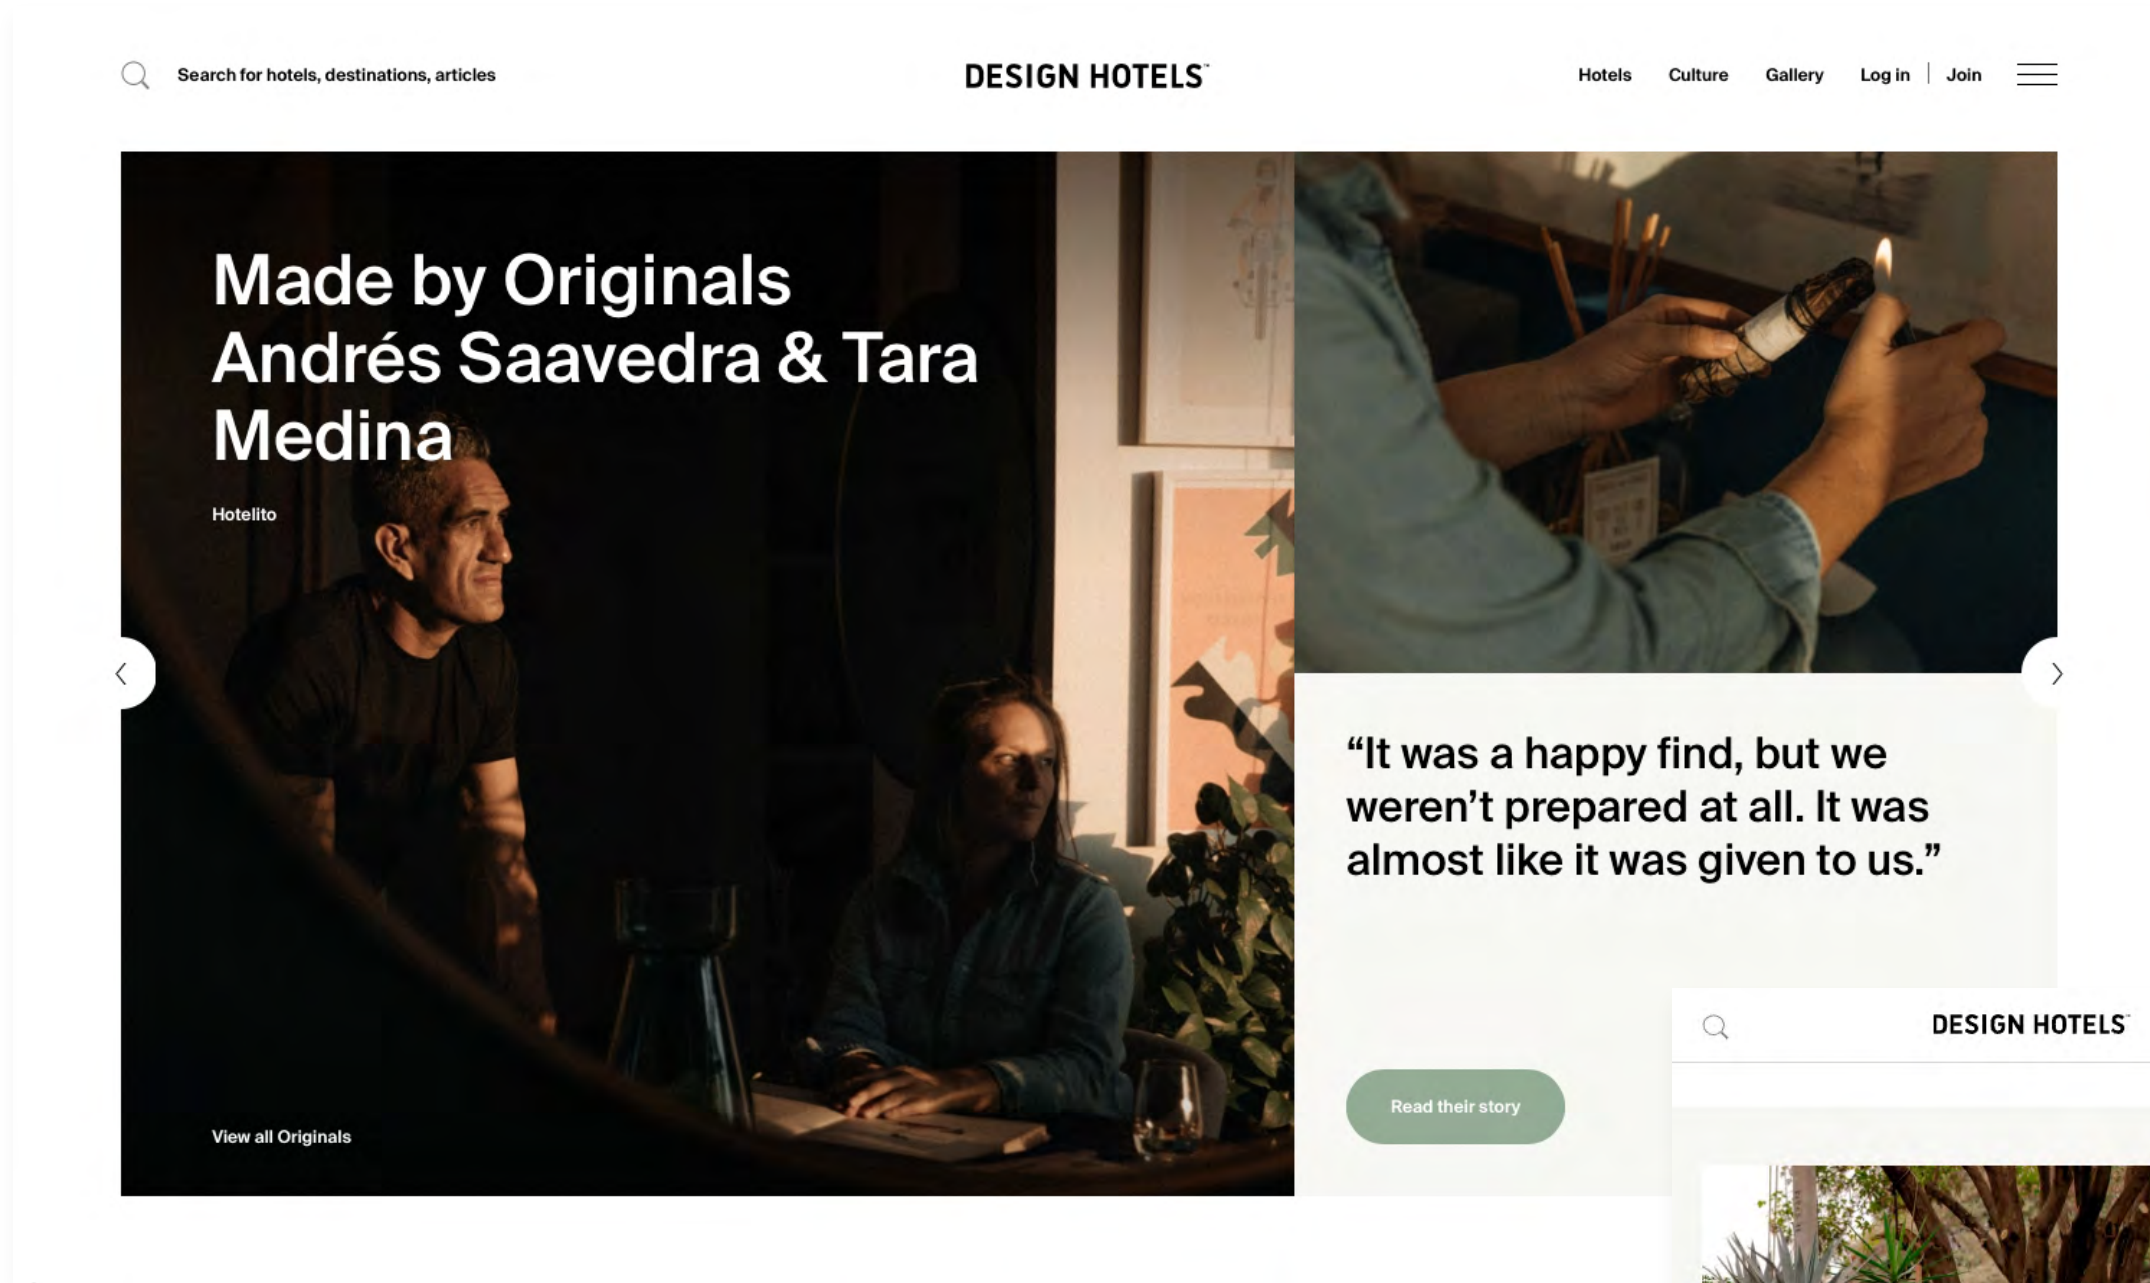 Search for hotels, destinations, articles
DESIGN HOTELS™
Hotels
Culture
Gallery
Log in
Join
Made by Originals
Andrés Saavedra & Tara
Medina
Hotelito
View all Originals
“It was a happy find, but we
weren’t prepared at all. It was
almost like it was given to us.”
Read their story
DESIGN HOTELS™